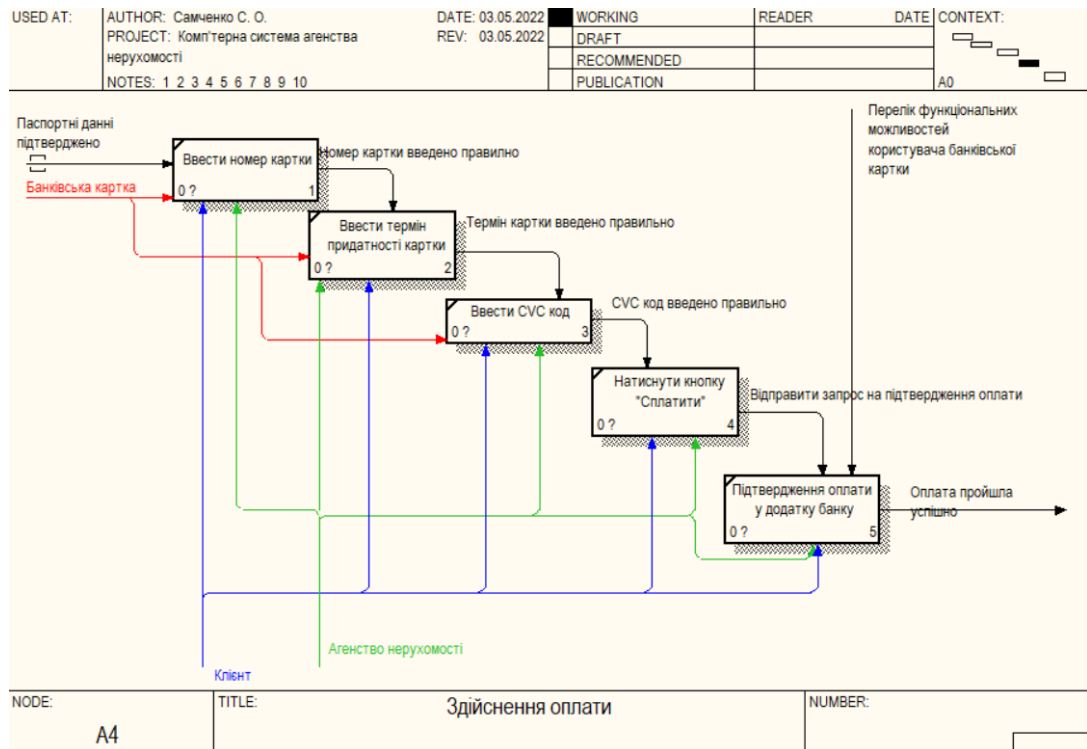 USED AT:
AUTHOR: Самченко С. О.
DATE: 03.05.2022
PROJECT: Комп'терна система агенства
нерухомості
REV: 03.05.2022
NOTES: 1 2 3 4 5 6 7 8 9 10
WORKING
DRAFT
RECOMMENDED
PUBLICATION
READER
DATE
CONTEXT:
A0
Паспортні данні
підтверджено
Банківська картка
Ввести номер картки
0 ?
1
Номер картки введено правилно
Ввести термін
придатності картки
0 ?
2
Термін картки введено правильно
Ввести CVC код
0 ?
3
CVC код введено правильно
Натиснути кнопку
"Сплатити"
0 ?
4
Відправити запрос на підтвердження оплати
Перелік функціональних
можливостей
користувача банківської
картки
Підтвердження оплати
у додатку банку
0 ?
5
Оплата пройшла
успішно
Агенство нерухомості
Клієнт
NODE:
A4
TITLE:
Здійснення оплати
NUMBER: